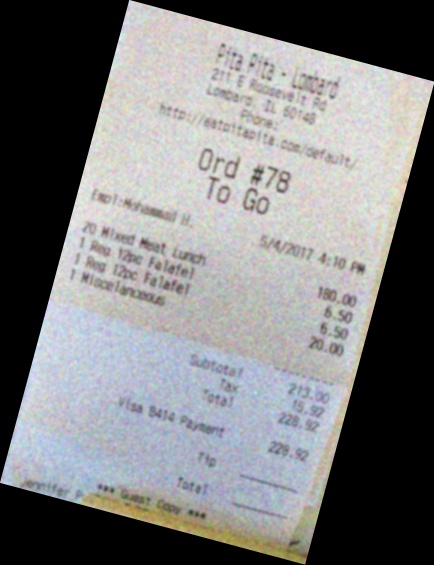 Pita Pita - Lombard
211 E Roosevelt Rd
Lombard, IL 60148
Phone:
http://eatpitapita.com/default/
Ord #78
To Go
Empl:Mohammad H.
5/4/2017 4:10 PM
20 Mixed Meat Lunch 180.00
1 Reg 12pc Falafel 6.50
1 Reg 12pc Falafel 6.50
1 Miscelaneous 20.00
Subtotal 213.00
Tax 15.92
Total 228.92
Visa 8414 Payment 228.92
Tip
Total
*** Guest Copy ***
Jennifer P